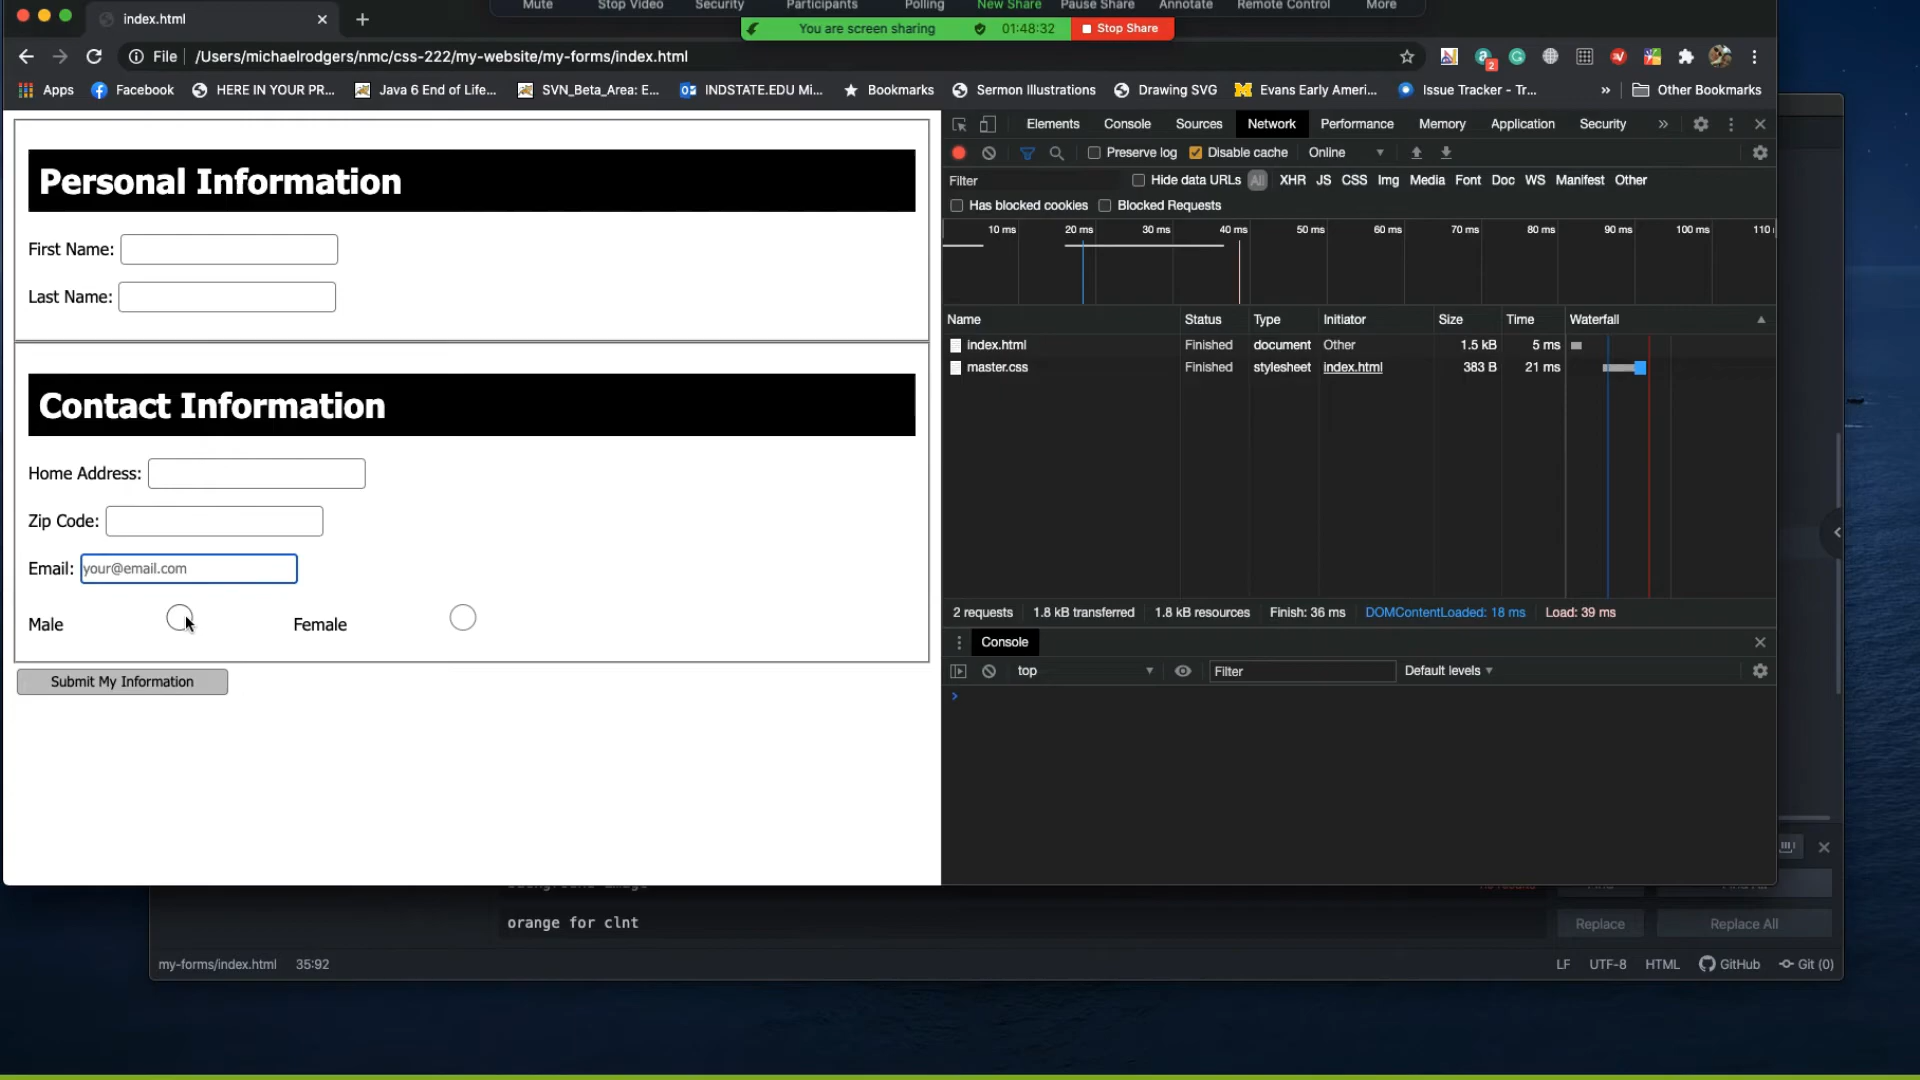 index.html
Mute Stop Video Security Participants Polling New Share Pause Share Annotate Remote Control More
You are screen sharing 01:48:32 Stop Share
File /Users/michaelrodgers/nmc/css-222/my-website/my-forms/index.html
2
Apps Facebook HERE IN YOUR PR... Java 6 End of Life... SVN_Beta_Area: E... INDSTATE.EDU Mi... Bookmarks Sermon Illustrations Drawing SVG Evans Early Ameri... Issue Tracker - Tr... » Other Bookmarks
Personal Information
First Name:
Last Name:
Contact Information
Home Address:
Zip Code:
Email: your@email.com
Male Female
Submit My Information
Elements Console Sources Network Performance Memory Application Security »
Preserve log Disable cache Online
Filter Hide data URLs All XHR JS CSS Img Media Font Doc WS Manifest Other
Has blocked cookies Blocked Requests
10 ms 20 ms 30 ms 40 ms 50 ms 60 ms 70 ms 80 ms 90 ms 100 ms 110
Name Status Type Initiator Size Time Waterfall
index.html Finished document Other 1.5 kB 5 ms
master.css Finished stylesheet index.html 383 B 21 ms
2 requests 1.8 kB transferred 1.8 kB resources Finish: 36 ms DOMContentLoaded: 18 ms Load: 39 ms
Console
top Filter Default levels
orange for clnt
Replace Replace All
my-forms/index.html 35:92 LF UTF-8 HTML GitHub Git (0)